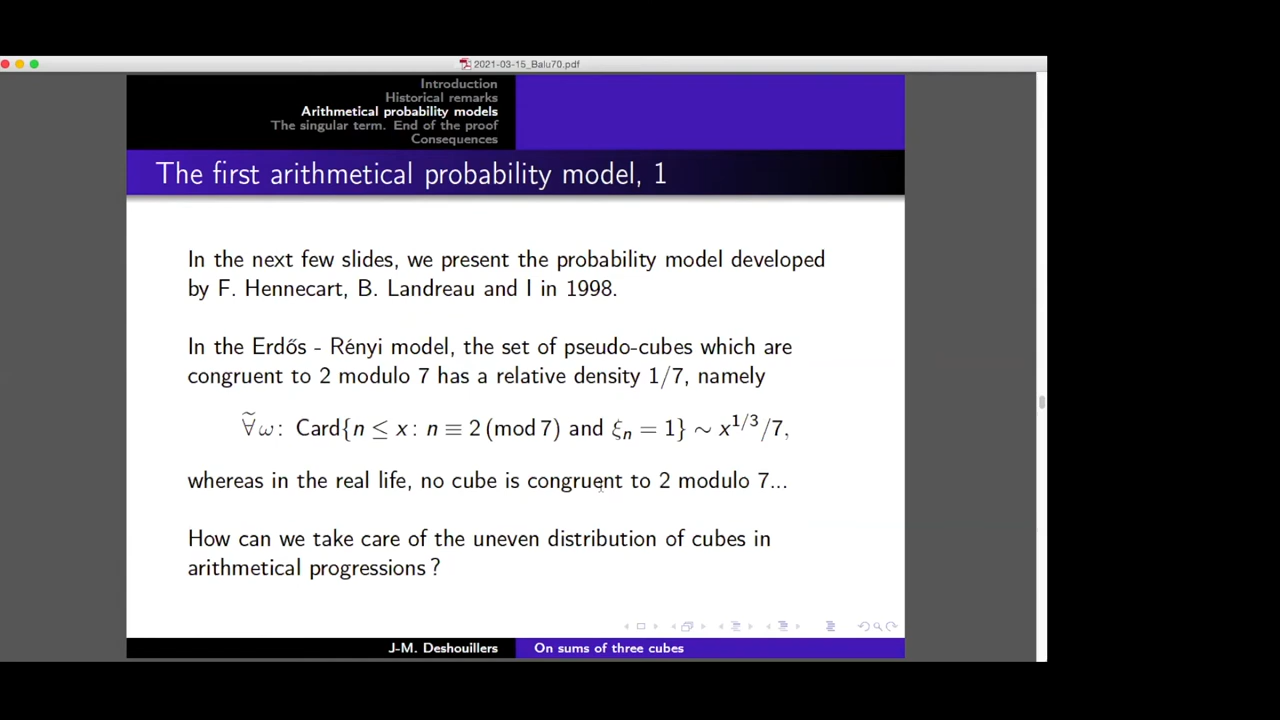 2021-03-15_Balu70.pdf
Introduction
Historical remarks
Arithmetical probability models
The singular term. End of the proof
Consequences
The first arithmetical probability model, 1
In the next few slides, we present the probability model developed
by F. Hennecart, B. Landreau and I in 1998.
In the Erdős - Rényi model, the set of pseudo-cubes which are
congruent to 2 modulo 7 has a relative density 1/7, namely
∀̃ ω: Card{n ≤ x : n ≡ 2 (mod 7) and ξₙ = 1} ∼ x^{1/3}/7,
whereas in the real life, no cube is congruent to 2 modulo 7...
How can we take care of the uneven distribution of cubes in
arithmetical progressions ?
J-M. Deshouillers
On sums of three cubes